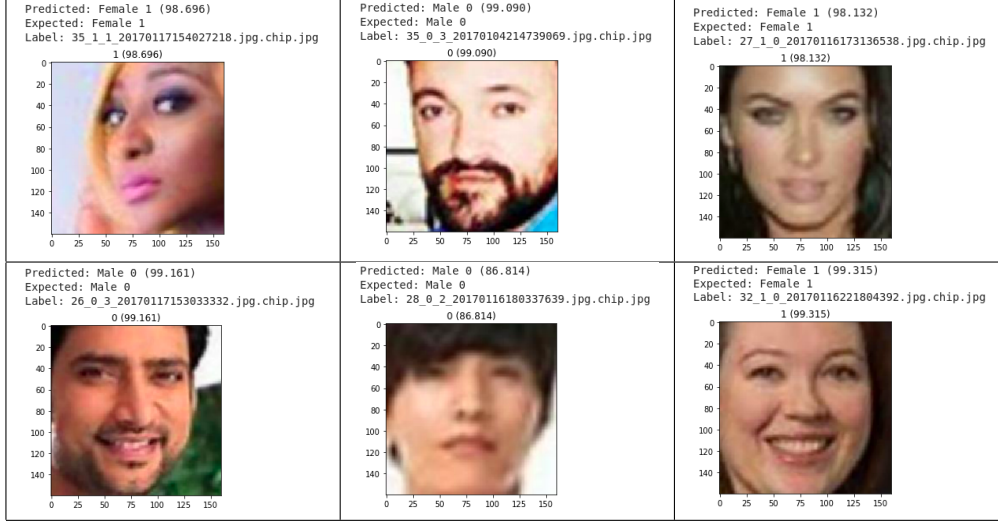 Predicted: Female 1 (98.696)
Expected: Female 1
Label: 35_1_1_20170117154027218.jpg.chip.jpg
1 (98.696)
0
20
40
60
80
100
120
140
0 25 50 75 100 125 150
Predicted: Male 0 (99.090)
Expected: Male 0
Label: 35_0_3_20170104214739069.jpg.chip.jpg
0 (99.090)
0
20
40
60
80
100
120
140
0 25 50 75 100 125 150
Predicted: Female 1 (98.132)
Expected: Female 1
Label: 27_1_0_20170116173136538.jpg.chip.jpg
1 (98.132)
0
20
40
60
80
100
120
140
0 25 50 75 100 125 150
Predicted: Male 0 (99.161)
Expected: Male 0
Label: 26_0_3_20170117153033332.jpg.chip.jpg
0 (99.161)
0
20
40
60
80
100
120
140
0 25 50 75 100 125 150
Predicted: Male 0 (86.814)
Expected: Male 0
Label: 28_0_2_20170116180337639.jpg.chip.jpg
0 (86.814)
0
20
40
60
80
100
120
140
0 25 50 75 100 125 150
Predicted: Female 1 (99.315)
Expected: Female 1
Label: 32_1_0_20170116221804392.jpg.chip.jpg
1 (99.315)
0
20
40
60
80
100
120
140
0 25 50 75 100 125 150